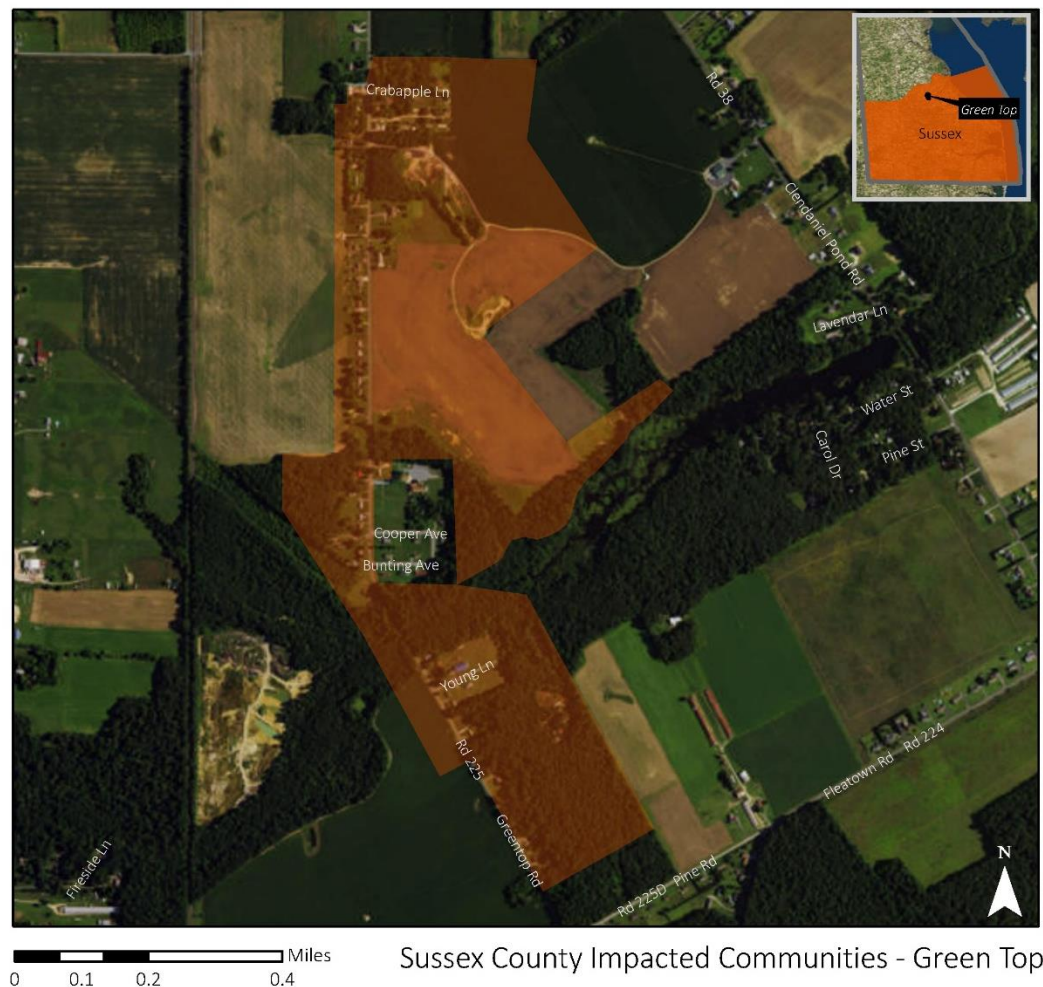 Crabapple Ln
Rd 38
Green Top
Sussex
Clendaniel Pond Rd
Lavendar Ln
Water St
Carol Dr
Pine St
Cooper Ave
Bunting Ave
Young Ln
Rd 225
Greentop Rd
Fleatown Rd Rd 224
Rd 225D Pine Rd
Fireside Ln
N
Miles
0 0.1 0.2 0.4
Sussex County Impacted Communities - Green Top